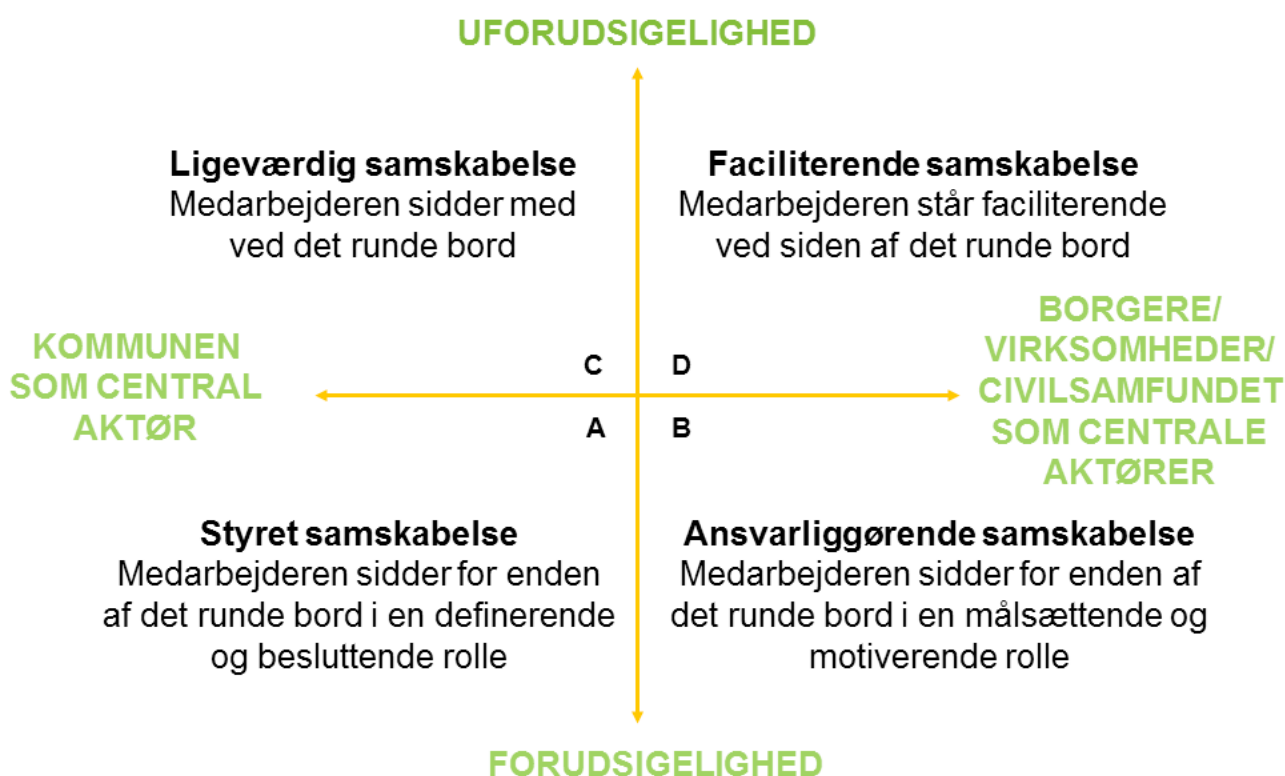 UFORUDSIGELIGHED
Ligeværdig samskabelse
Medarbejderen sidder med
ved det runde bord
Faciliterende samskabelse
Medarbejderen står faciliterende
ved siden af det runde bord
KOMMUNEN
SOM CENTRAL
AKTØR
C
D
A
B
BORGERE/
VIRKSOMHEDER/
CIVILSAMFUNDET
SOM CENTRALE
AKTØRER
Styret samskabelse
Medarbejderen sidder for enden
af det runde bord i en definerende
og besluttende rolle
Ansvarliggørende samskabelse
Medarbejderen sidder for enden af
det runde bord i en målsættende og
motiverende rolle
FORUDSIGELIGHED